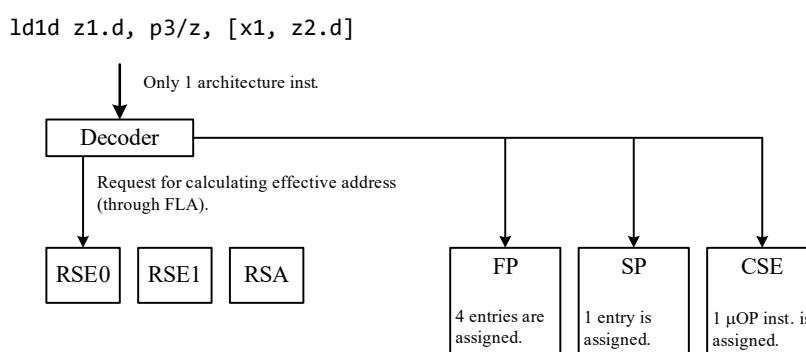 ld1d z1.d, p3/z, [x1, z2.d]
Only 1 architecture inst.
Decoder
Request for calculating effective address
(through FLA).
RSE0
RSE1
RSA
FP
4 entries are
assigned.
SP
1 entry is
assigned.
CSE
1 μOP inst. is
assigned.